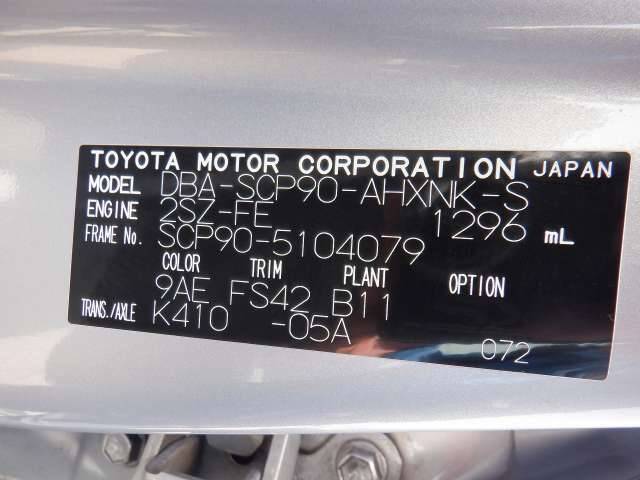 TOYOTA MOTOR CORPORATION JAPAN
MODEL DBA-SCP90-AHXNK-S
ENGINE 2SZ-FE 1296 mL
FRAME No. SCP90-5104079
COLOR TRIM PLANT OPTION
9AE FS42 B11
TRANS./AXLE K410 -05A
072